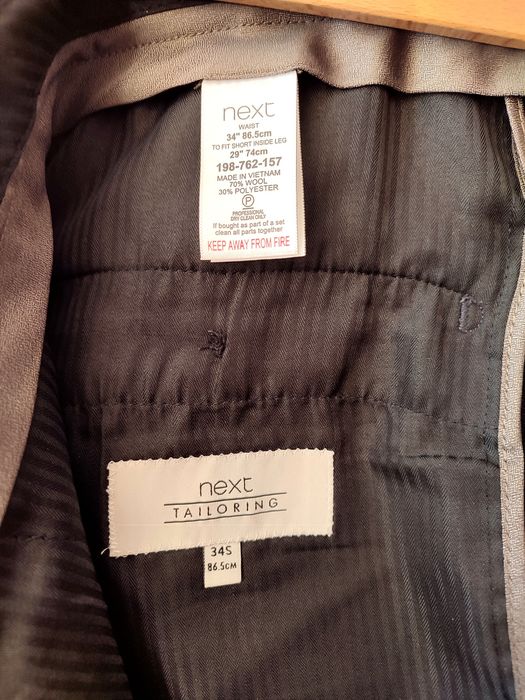 next
WAIST
34" 86.5cm
TO FIT SHORT INSIDE LEG
29" 74cm
198-762-157
MADE IN VIETNAM
70% WOOL
30% POLYESTER
P
PROFESSIONAL
DRY CLEAN ONLY
If bought as part of a set
clean all parts together
KEEP AWAY FROM FIRE
next
TAILORING
34S
86.5CM